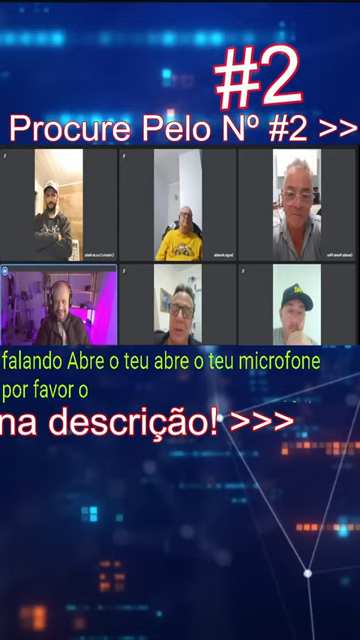 #2
Procure Pelo Nº #2 >>
falando Abre o teu abre o teu microfone
por favor o
na descrição! >>>